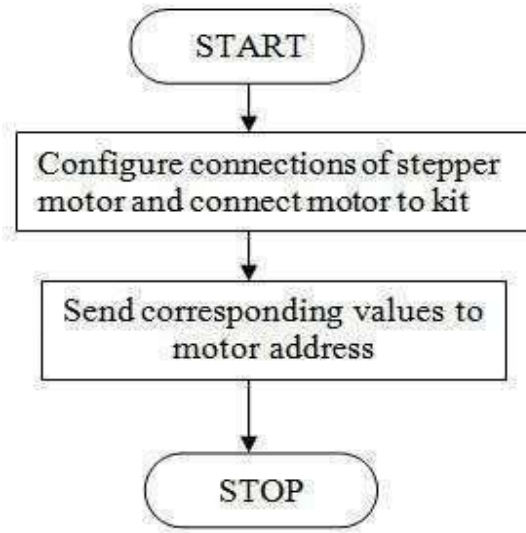 START
Configure connections of stepper
motor and connect motor to kit
Send corresponding values to
motor address
STOP